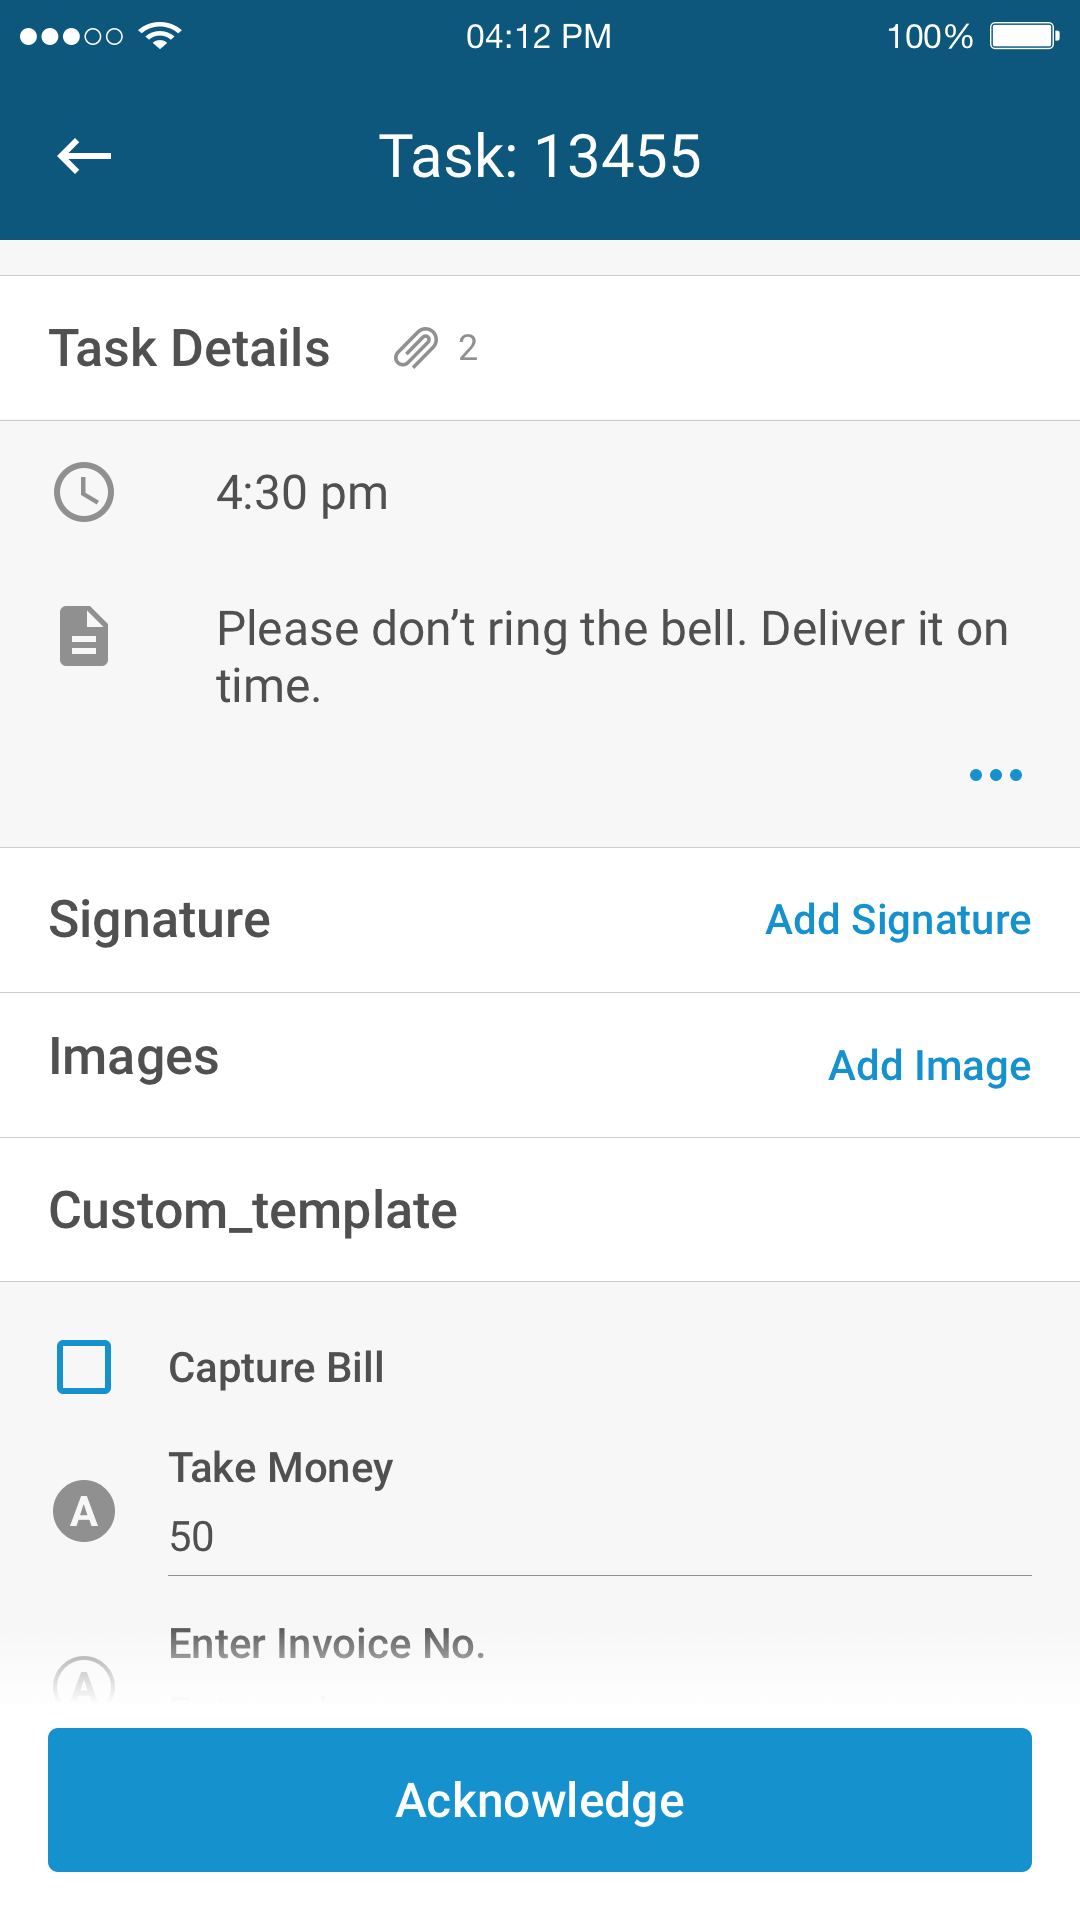 04:12 PM
100%
Task: 13455
Task Details
2
4:30 pm
Please don’t ring the bell. Deliver it on
time.
Signature
Add Signature
Images
Add Image
Custom_template
Capture Bill
Take Money
A
50
Enter Invoice No.
A
Acknowledge